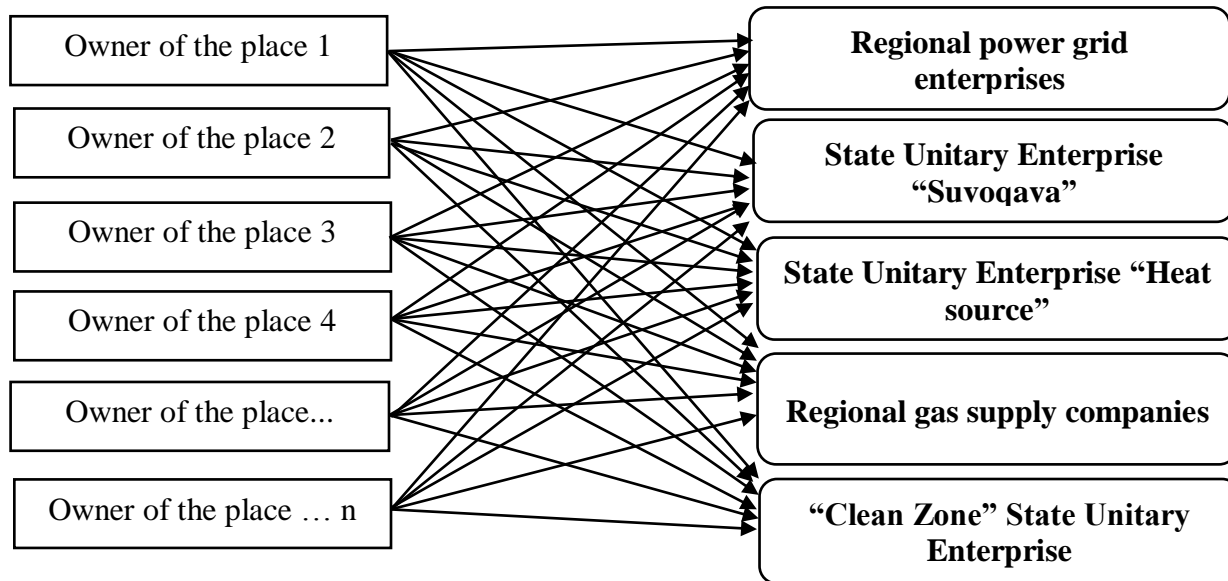 Owner of the place 1
Owner of the place 2
Owner of the place 3
Owner of the place 4
Owner of the place...
Owner of the place … n
Regional power grid
enterprises
State Unitary Enterprise
“Suvoqava”
State Unitary Enterprise “Heat
source”
Regional gas supply companies
“Clean Zone” State Unitary
Enterprise